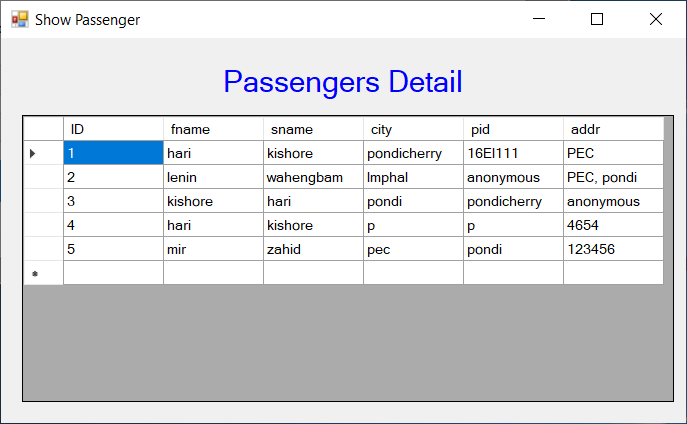 Show Passenger
Passengers Detail
ID fname sname city pid addr
1 hari kishore pondicherry 16EI111 PEC
2 lenin wahengbam Imphal anonymous PEC, pondi
3 kishore hari pondi pondicherry anonymous
4 hari kishore p p 4654
5 mir zahid pec pondi 123456